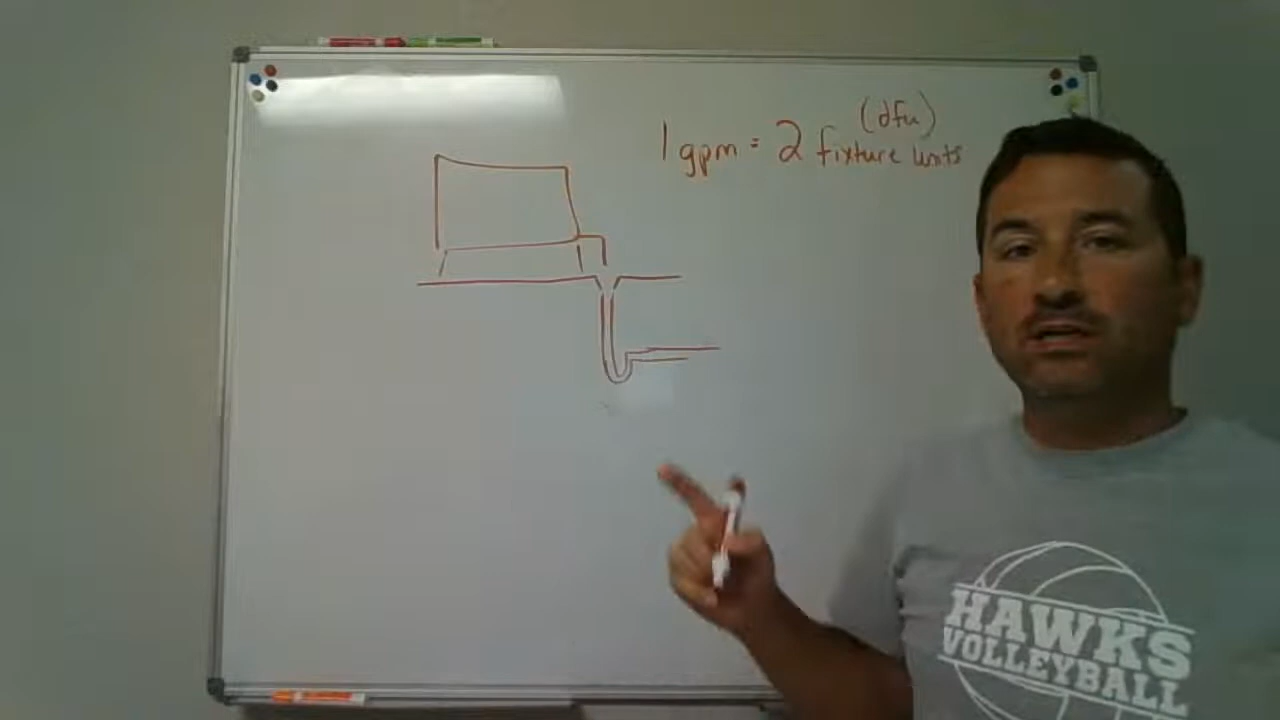 (dfu)
1 gpm = 2 fixture units
HAWKS
VOLLEYBALL